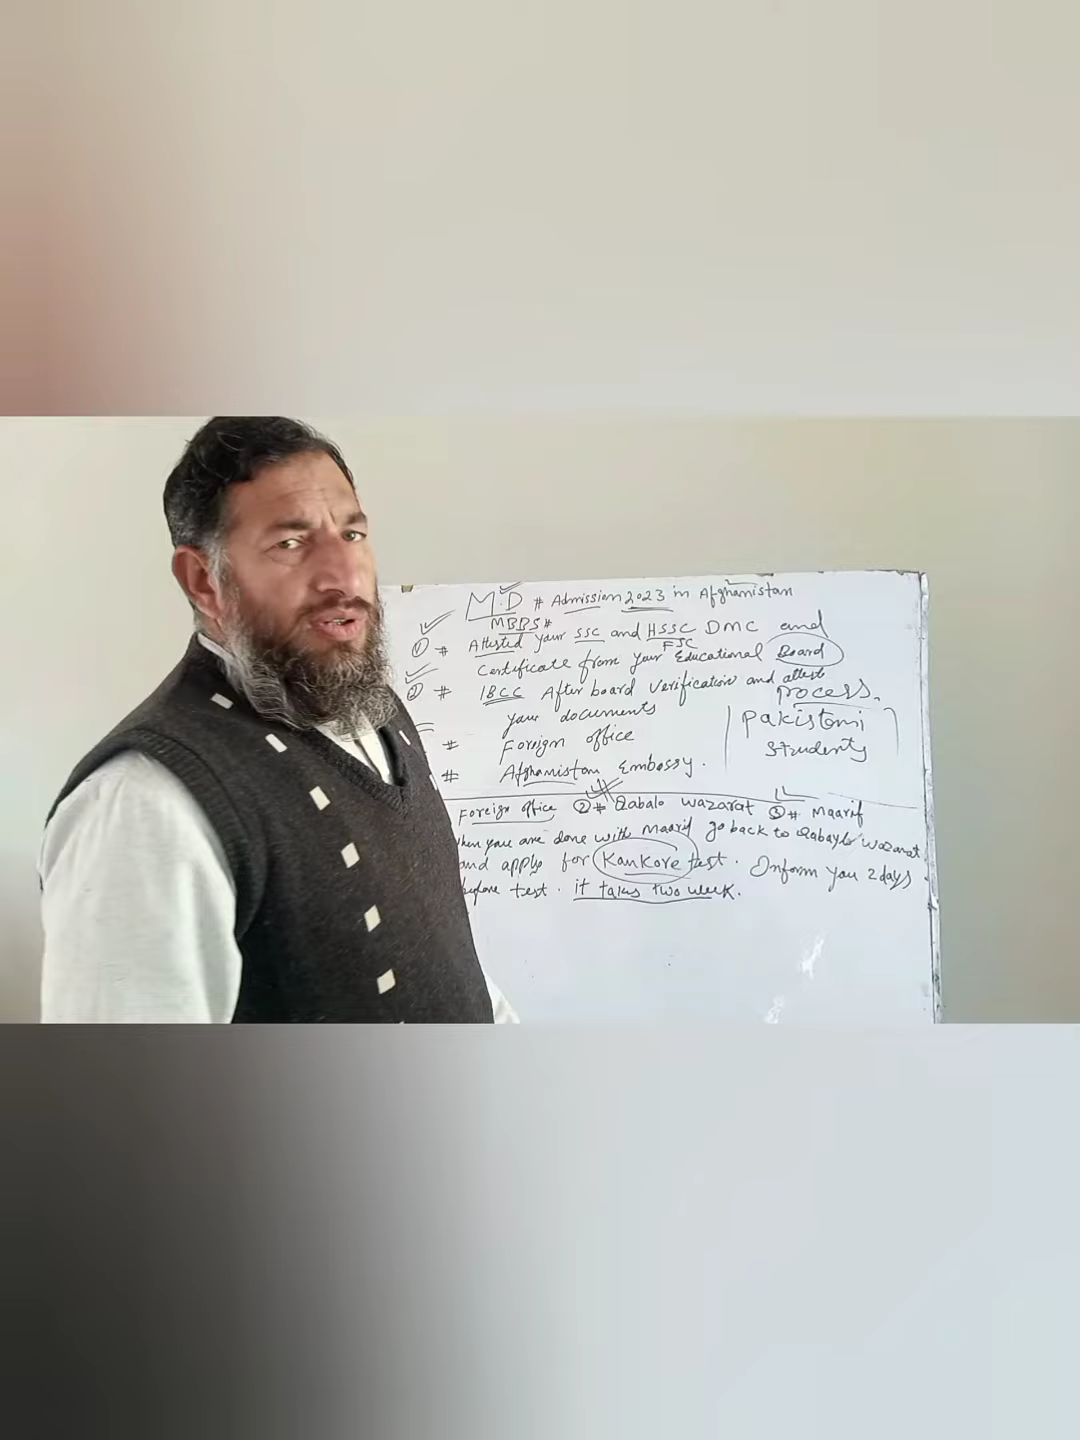 M.D # Admission 2023 in Afghanistan
MBBS #
① # Attested your SSC and HSSC DMC and
FSC
Certificate from your Educational Board
② # IBCC After board verification and attest
process.
your documents
# Foreign office
# Afghanistan Embassy.
Pakistani
students
Foreign office ② # Qabalo wazarat ③ # Maarif
when you are done with Maarif go back to Qabaylo wazarat
and apply for Kankore test. Inform you 2 days
before test. it takes two week.